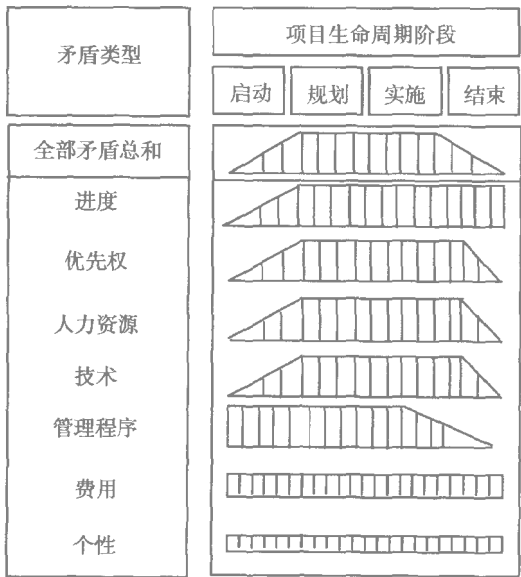 矛盾类型
项目生命周期阶段
启动 规划 实施 结束
全部矛盾总和
进度
优先权
人力资源
技术
管理程序
费用
个性